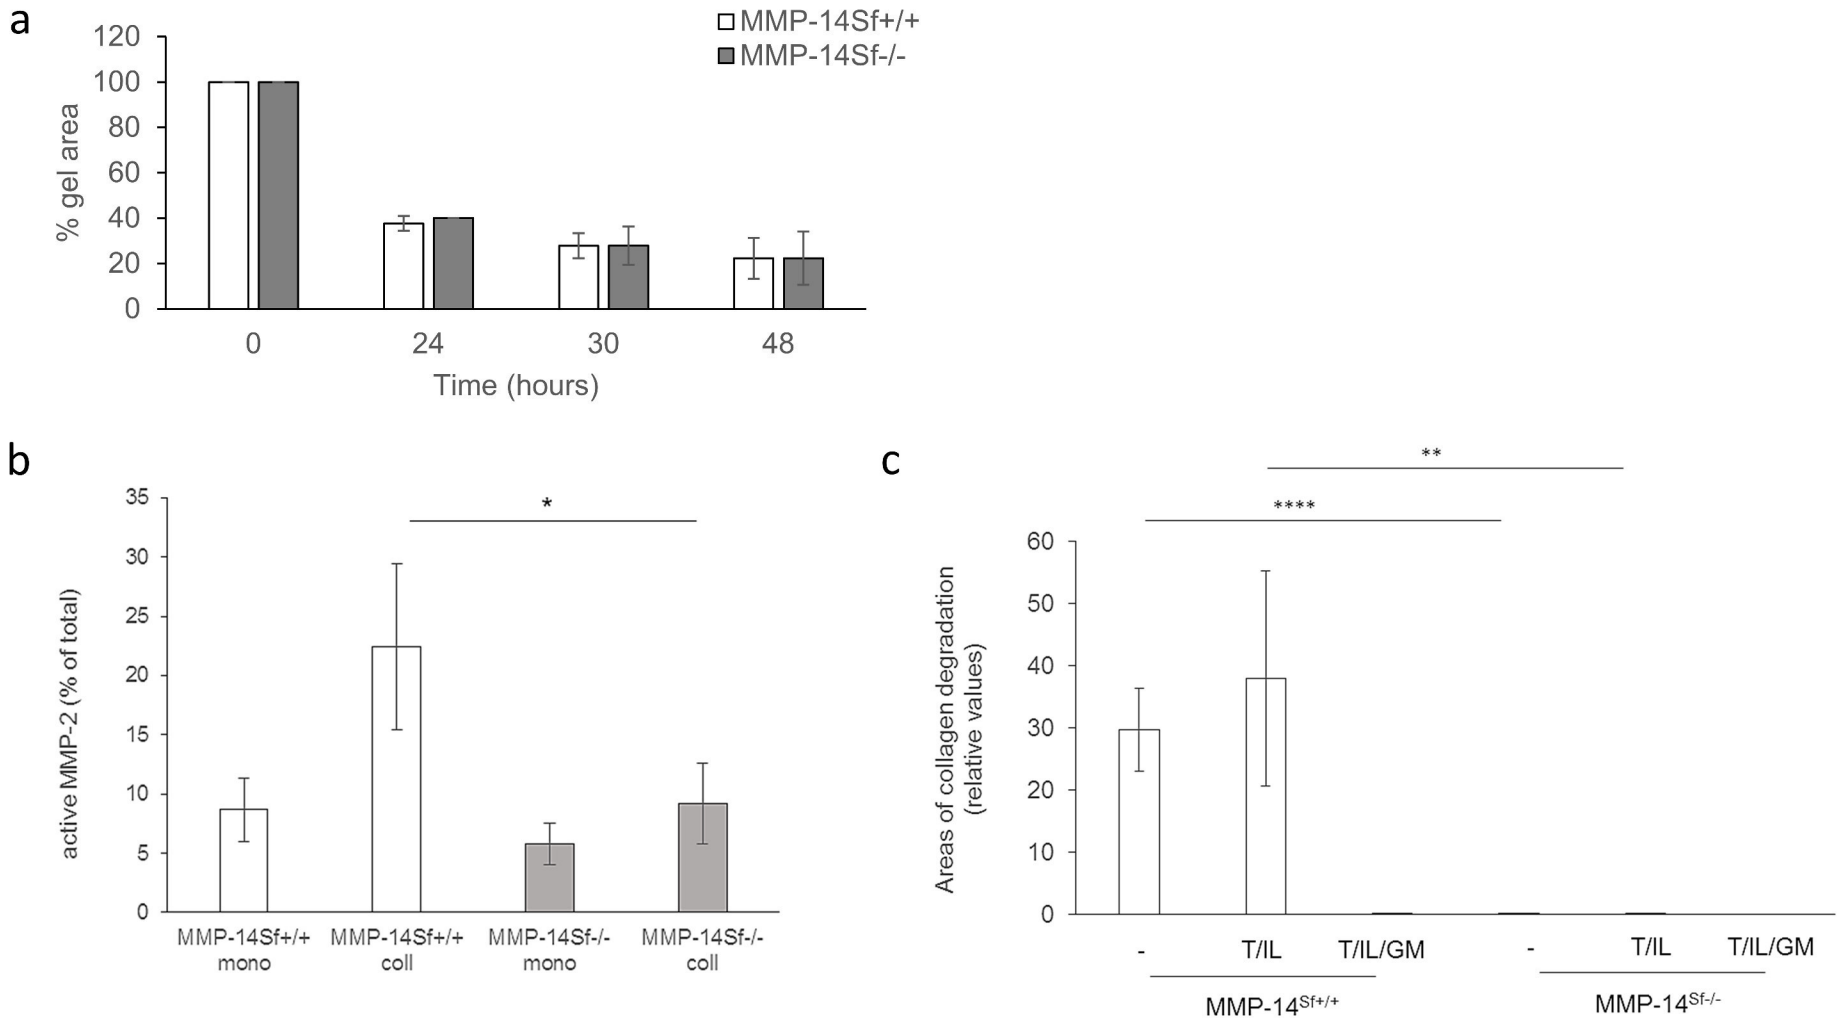 a
MMP-14Sf+/+
MMP-14Sf-/-
120
100
80
60
40
20
0
% gel area
0 24 30 48
Time (hours)
b
*
35
30
25
20
15
10
5
0
active MMP-2 (% of total)
MMP-14Sf+/+ MMP-14Sf+/+ MMP-14Sf-/- MMP-14Sf-/-
mono coll mono coll
c
**
****
60
50
40
30
20
10
0
Areas of collagen degradation
(relative values)
- T/IL T/IL/GM - T/IL T/IL/GM
MMP-14Sf+/+ MMP-14Sf-/-